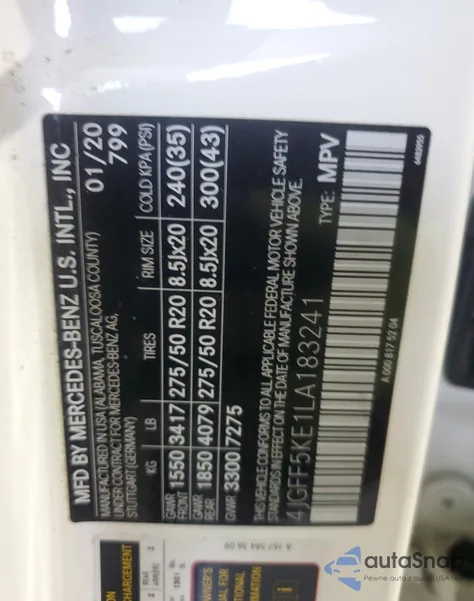 MFD BY MERCEDES-BENZ U.S. INTL., INC
MANUFACTURED IN USA (ALABAMA, TUSCALOOSA COUNTY) 01/20
UNDER CONTRACT FOR MERCEDES-BENZ AG, 799
STUTTGART (GERMANY)
KG LB TIRES RIM SIZE COLD KPA (PSI)
GAWR FRONT 1550 3417 275/50 R20 8.5Jx20 240(35)
GAWR REAR 1850 4079 275/50 R20 8.5Jx20 300(43)
GVWR 3300 7275
THIS VEHICLE CONFORMS TO ALL APPLICABLE FEDERAL MOTOR VEHICLE SAFETY
STANDARDS IN EFFECT ON THE DATE OF MANUFACTURE SHOWN ABOVE.
4JGFF5KE1LA183241 TYPE: MPV
A 000 817 52 04
CHARGEMENT
REAR 2
OWNER'S
autoSnap